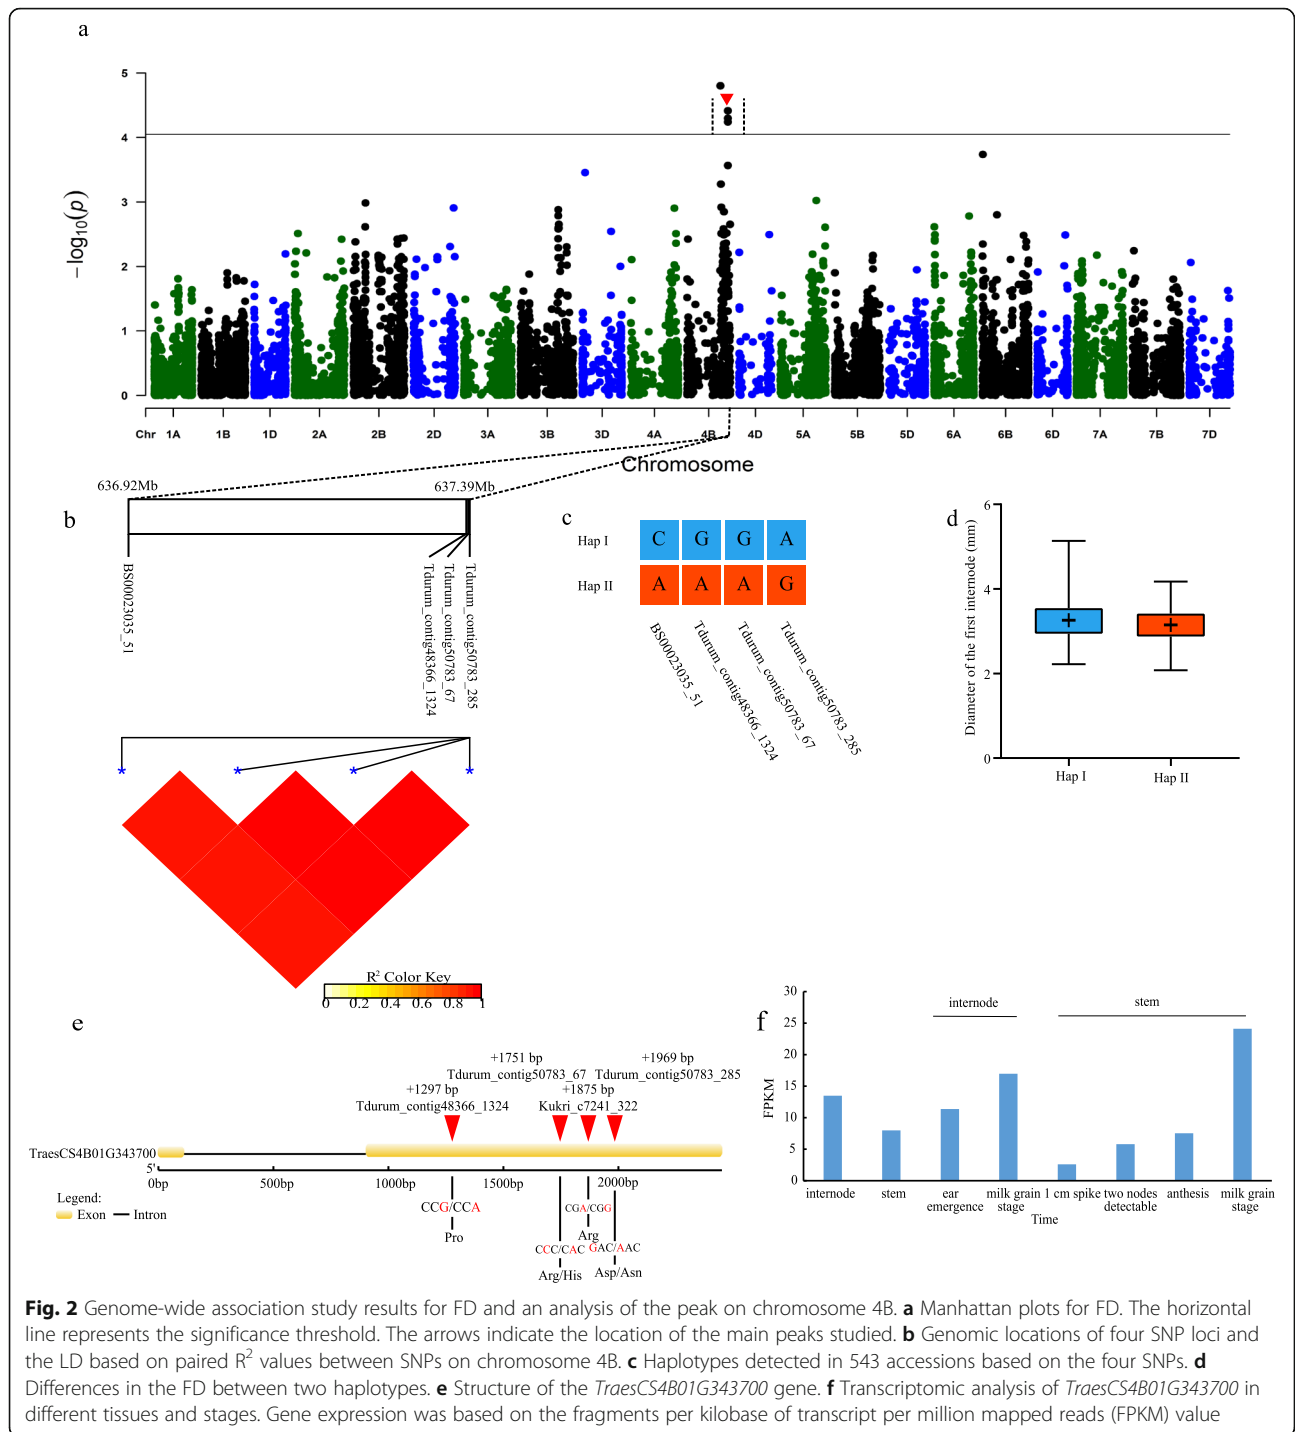 a
5
4
3
2
1
0
−log10(p)
Chr 1A 1B 1D 2A 2B 2D 3A 3B 3D 4A 4B 4D 5A 5B 5D 6A 6B 6D 7A 7B 7D
Chromosome
b
636.92Mb
637.39Mb
BS00023035_51
Tdurum_contig48366_1324
Tdurum_contig50783_67
Tdurum_contig50783_285
* * * *
R2 Color Key
0 0.2 0.4 0.6 0.8 1
c
Hap I C G G A
Hap II A A A G
BS00023035_51
Tdurum_contig48366_1324
Tdurum_contig50783_67
Tdurum_contig50783_285
d
Diameter of the first internode (mm)
6
4
2
0
Hap I Hap II
e
+1751 bp
Tdurum_contig50783_67
+1969 bp
Tdurum_contig50783_285
+1297 bp
Tdurum_contig48366_1324
+1875 bp
Kukri_c7241_322
TraesCS4B01G343700
5'
0bp 500bp 1000bp 1500bp 2000bp
Legend:
Exon Intron
CCG/CCA
Pro
CGA/CGG
Arg
CCC/CAC
Arg/His
GAC/AAC
Asp/Asn
f
internode
stem
FPKM
30
25
20
15
10
5
0
internode
stem
ear
emergence
milk grain
stage
1 cm spike
two nodes
detectable
anthesis
milk grain
stage
Time
Fig. 2 Genome-wide association study results for FD and an analysis of the peak on chromosome 4B. a Manhattan plots for FD. The horizontal
line represents the significance threshold. The arrows indicate the location of the main peaks studied. b Genomic locations of four SNP loci and
the LD based on paired R2 values between SNPs on chromosome 4B. c Haplotypes detected in 543 accessions based on the four SNPs. d
Differences in the FD between two haplotypes. e Structure of the TraesCS4B01G343700 gene. f Transcriptomic analysis of TraesCS4B01G343700 in
different tissues and stages. Gene expression was based on the fragments per kilobase of transcript per million mapped reads (FPKM) value